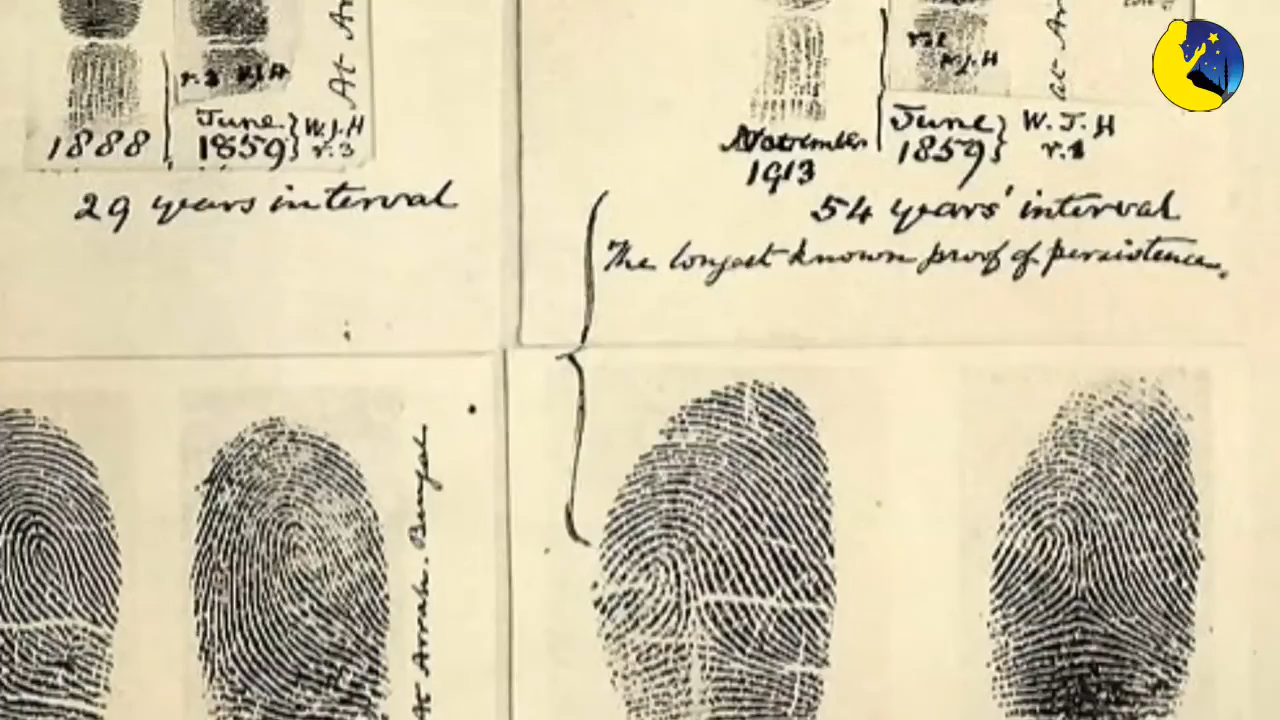 1888
June
1859
W.J.H
r.3
29 years interval
November
1913
June
1859
W.J.H
54 years' interval
The longest known proof of persistence.
At Arrah. Bengal